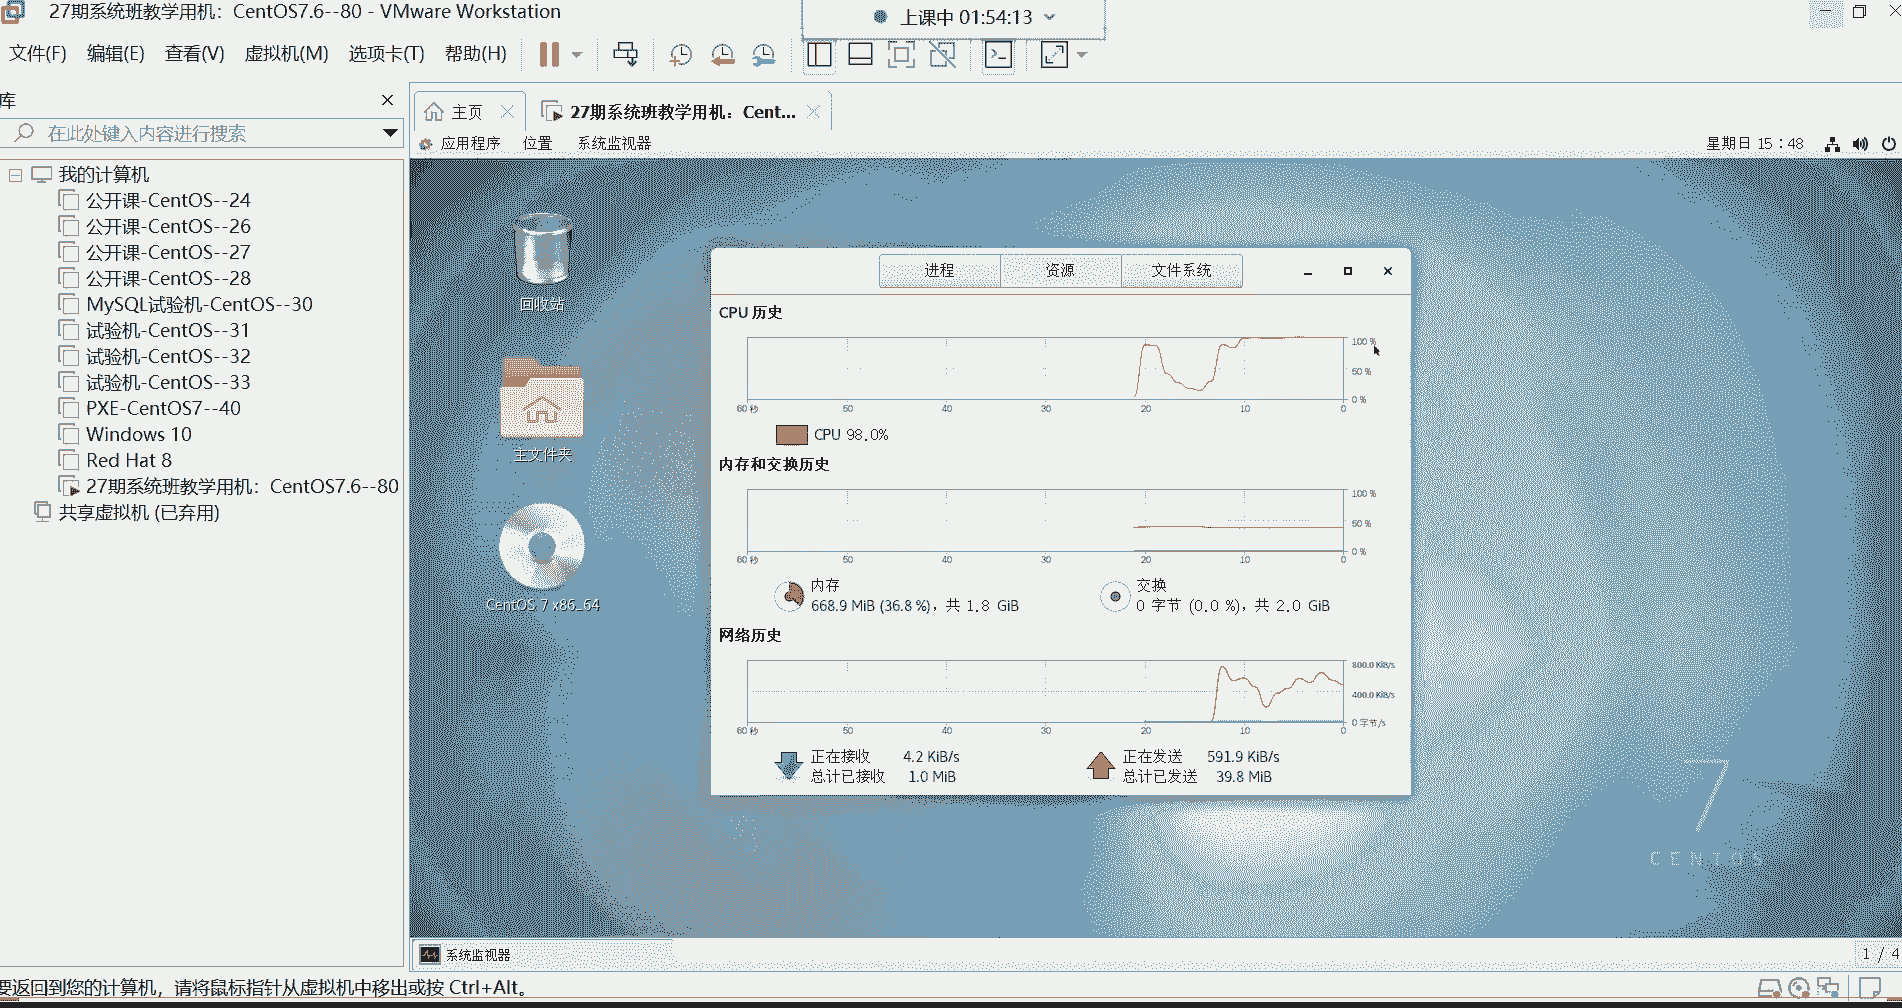 27期系统班教学用机：CentOS7.6--80 - VMware Workstation
上课中 01:54:13
文件(F) 编辑(E) 查看(V) 虚拟机(M) 选项卡(T) 帮助(H)
库
在此处键入内容进行搜索
我的计算机
公开课-CentOS--24
公开课-CentOS--26
公开课-CentOS--27
公开课-CentOS--28
MySQL试验机-CentOS--30
试验机-CentOS--31
试验机-CentOS--32
试验机-CentOS--33
PXE-CentOS7--40
Windows 10
Red Hat 8
27期系统班教学用机：CentOS7.6--80
共享虚拟机 (已弃用)
主页
27期系统班教学用机：Cent...
应用程序 位置 系统监视器
星期日 15：48
回收站
主文件夹
CentOS 7 x86_64
进程 资源 文件系统
CPU 历史
100 %
50 %
0 %
60 秒 50 40 30 20 10 0
CPU 98.0%
内存和交换历史
100 %
50 %
0 %
60 秒 50 40 30 20 10 0
内存
668.9 MiB (36.8 %)，共 1.8 GiB
交换
0 字节 (0.0 %)，共 2.0 GiB
网络历史
800.0 KiB/s
400.0 KiB/s
0 字节/s
60 秒 50 40 30 20 10 0
正在接收 4.2 KiB/s
总计已接收 1.0 MiB
正在发送 591.9 KiB/s
总计已发送 39.8 MiB
7
CENTOS
系统监视器
1 / 4
要返回到您的计算机，请将鼠标指针从虚拟机中移出或按 Ctrl+Alt。